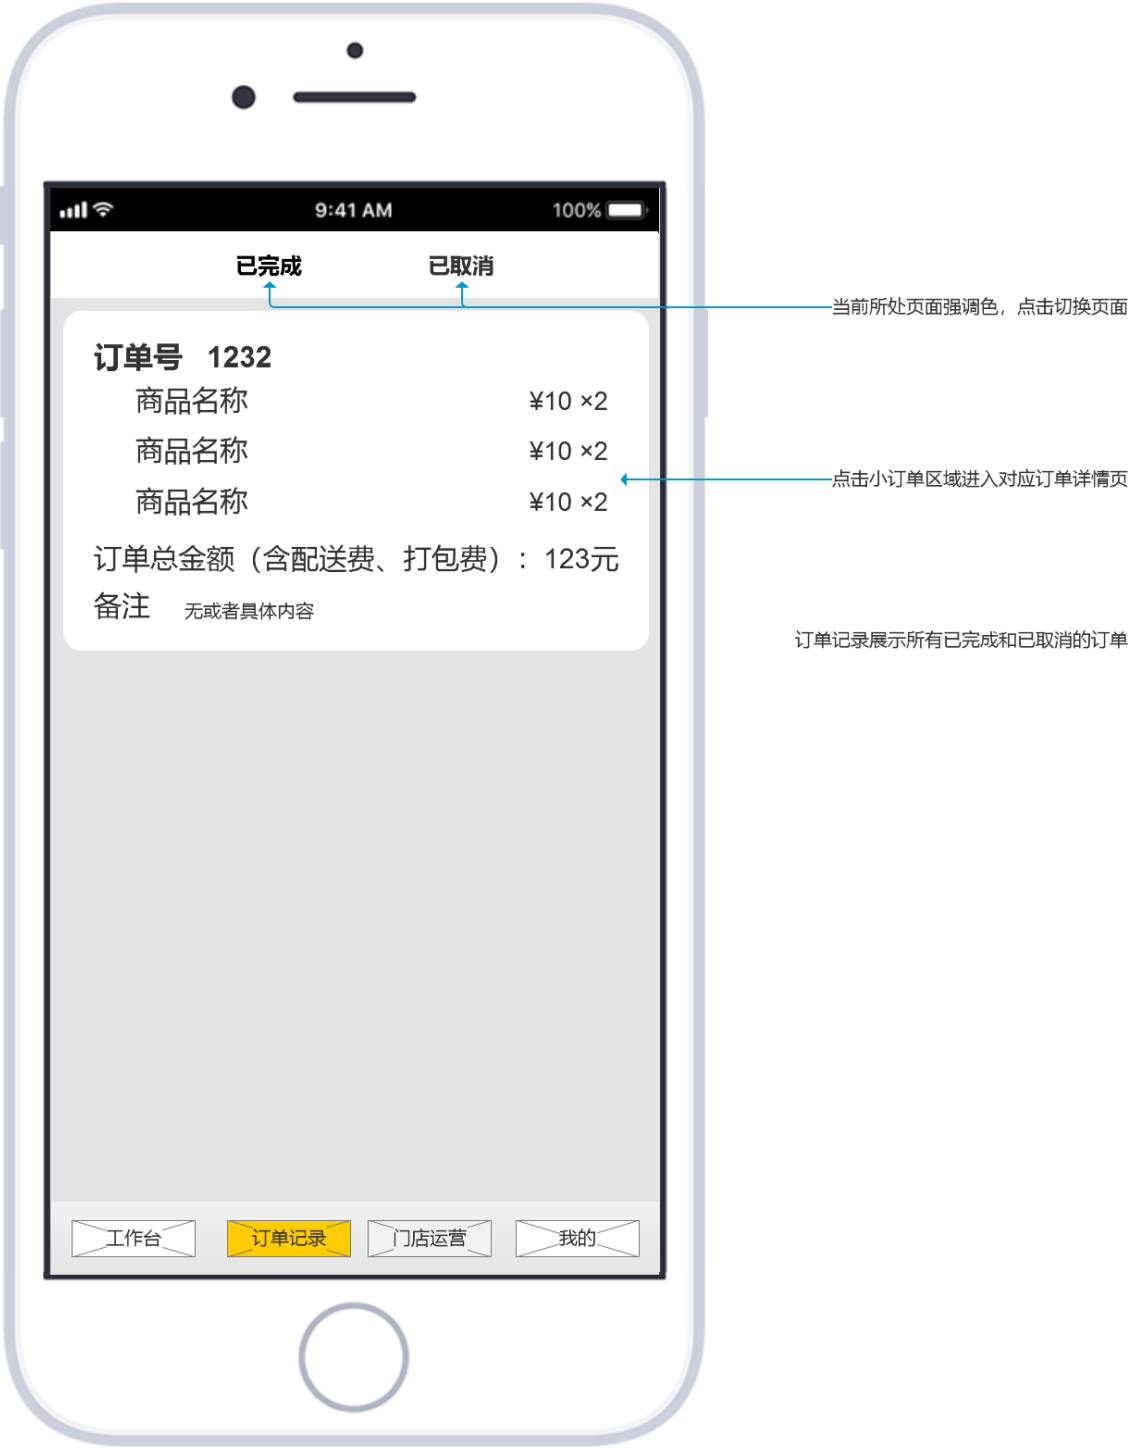 9:41 AM 100%
已完成 已取消
当前所处页面强调色，点击切换页面
订单号 1232
商品名称 ¥10 ×2
商品名称 ¥10 ×2
点击小订单区域进入对应订单详情页
商品名称 ¥10 ×2
订单总金额（含配送费、打包费）：123元
备注 无或者具体内容
订单记录展示所有已完成和已取消的订单
工作台 订单记录 门店运营 我的